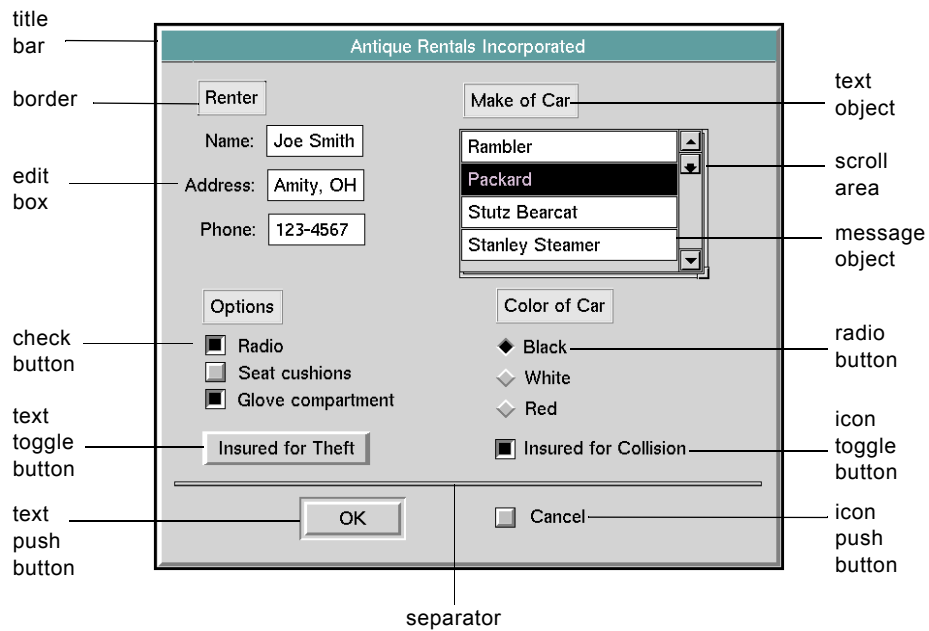 title
bar
Antique Rentals Incorporated
border
Renter
Make of Car
text
object
Name: Joe Smith
Rambler
scroll
area
edit
box
Address: Amity, OH
Packard
Stutz Bearcat
Phone: 123-4567
Stanley Steamer
message
object
Options
Color of Car
check
button
Radio
Black
radio
button
Seat cushions
White
Glove compartment
Red
text
toggle
button
Insured for Theft
Insured for Collision
icon
toggle
button
text
push
button
OK
Cancel
icon
push
button
separator